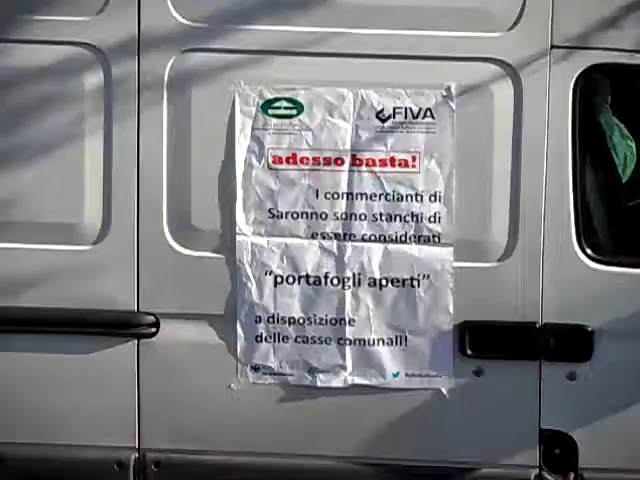 FIVA
adesso basta!
I commercianti di
Saronno sono stanchi di
essere considerati
"portafogli aperti"
a disposizione
delle casse comunali!